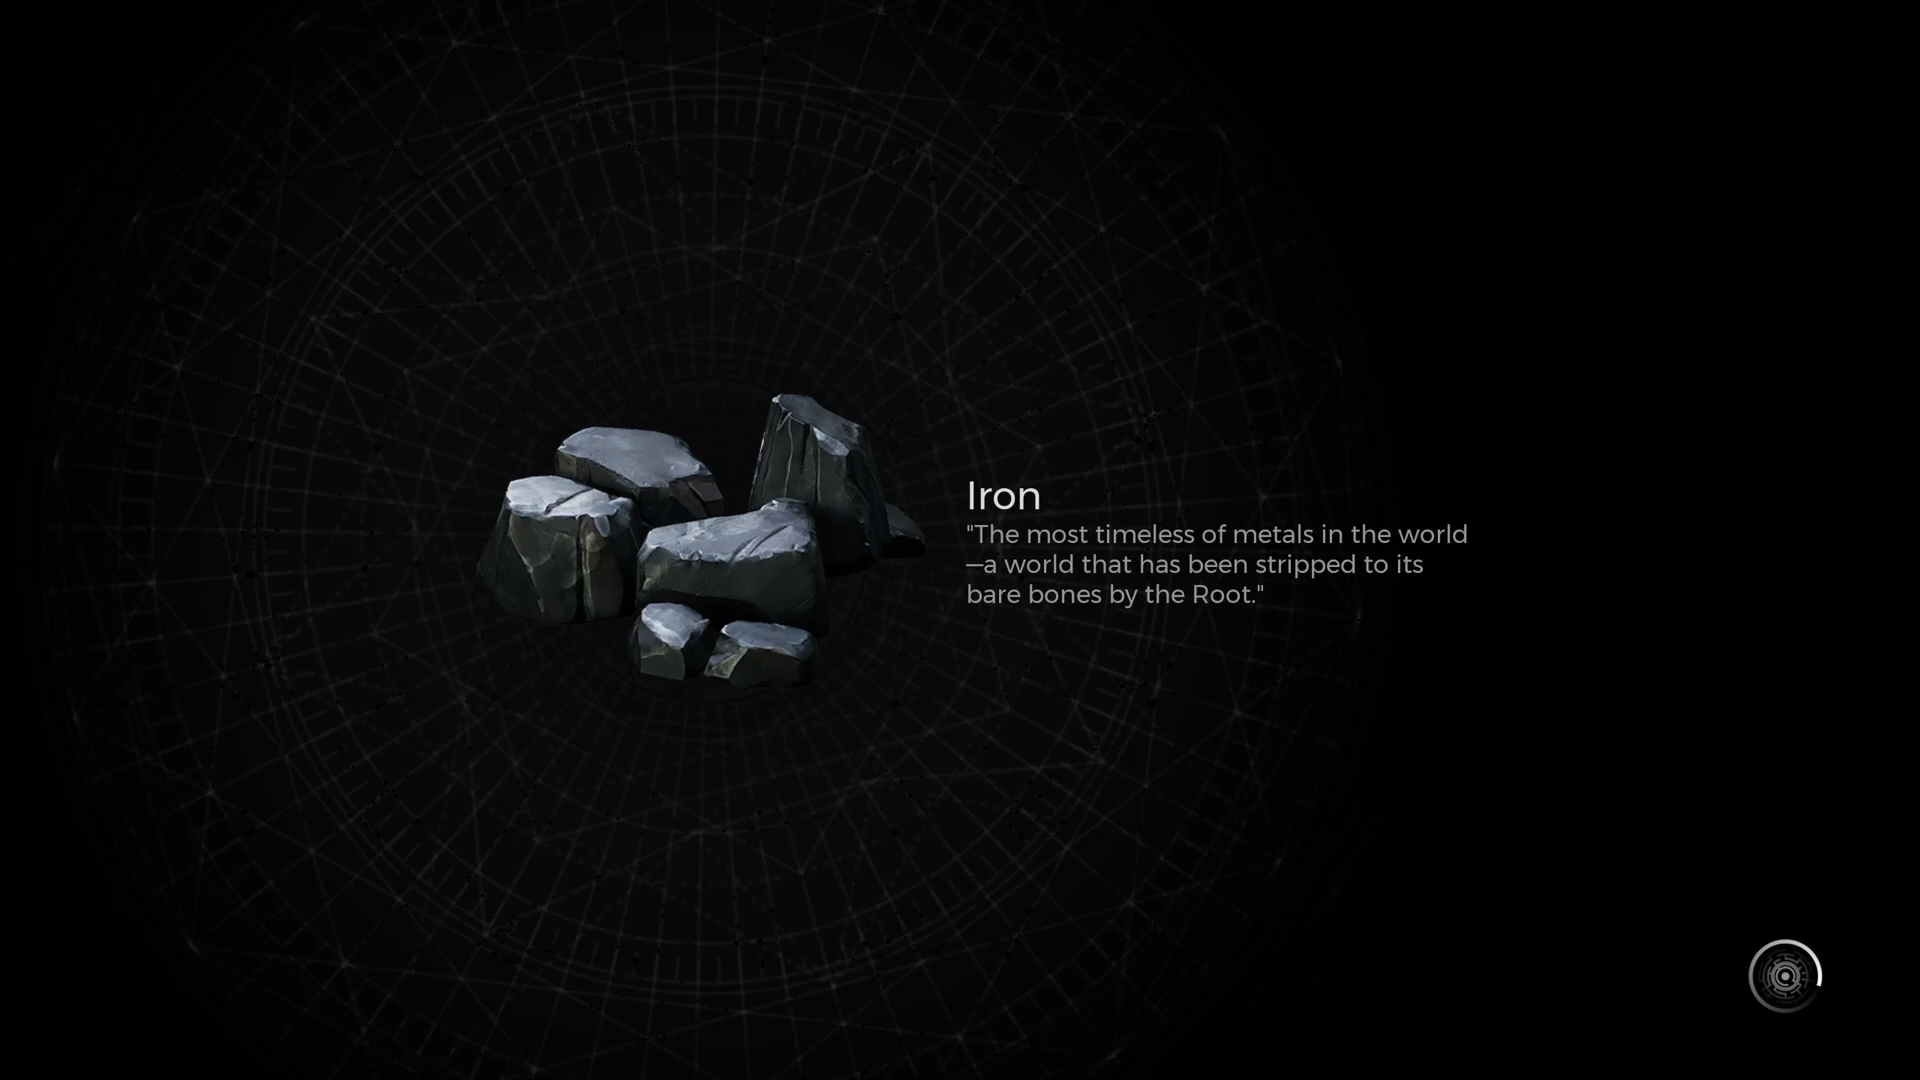 Iron
"The most timeless of metals in the world
—a world that has been stripped to its
bare bones by the Root."